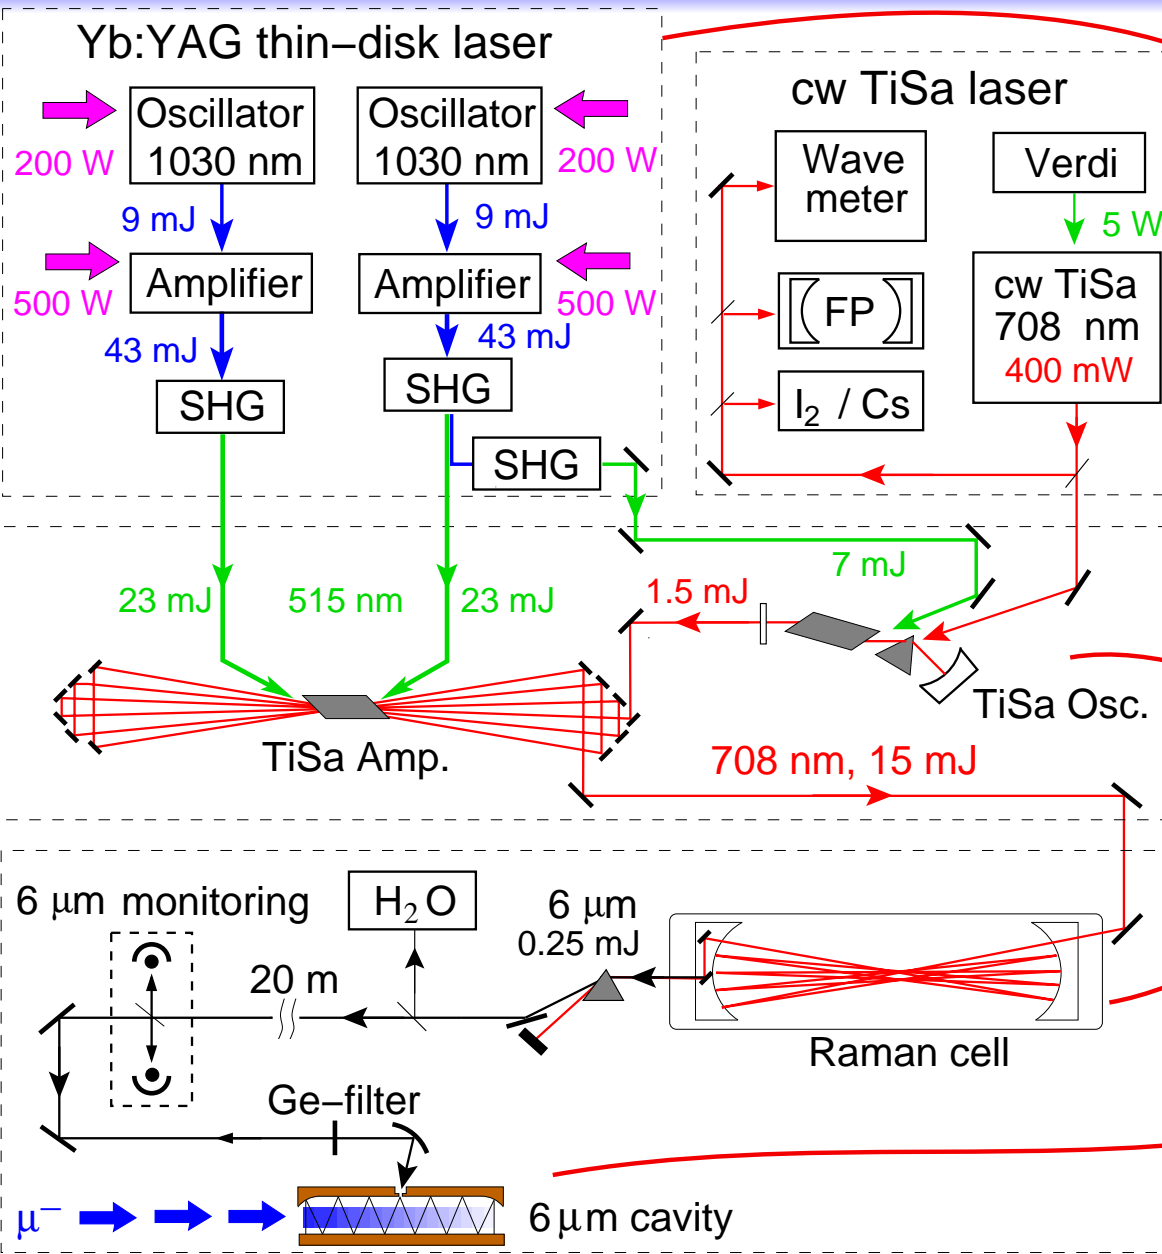 Yb:YAG thin–disk laser
Oscillator
1030 nm
200 W
9 mJ
Amplifier
500 W
43 mJ
SHG
Oscillator
1030 nm
200 W
9 mJ
Amplifier
500 W
43 mJ
SHG
SHG
cw TiSa laser
Wave
meter
FP
I₂ / Cs
Verdi
5 W
cw TiSa
708 nm
400 mW
23 mJ
515 nm
23 mJ
7 mJ
1.5 mJ
TiSa Osc.
TiSa Amp.
708 nm, 15 mJ
6 μm monitoring
H₂O
6 μm
0.25 mJ
20 m
Raman cell
Ge–filter
μ⁻
6 μm cavity